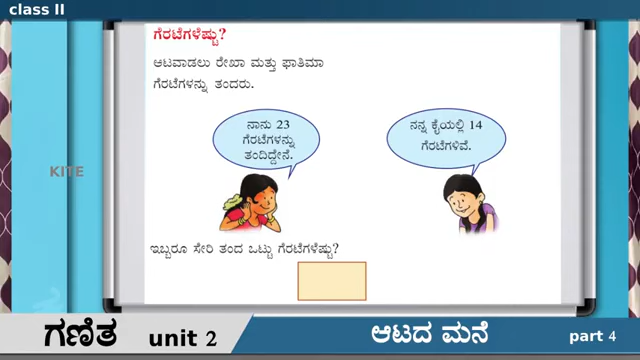 class II
ಗೆರಟೆಗಳೆಷ್ಟು?
ಆಟವಾಡಲು ರೇಖಾ ಮತ್ತು ಫಾತಿಮಾ
ಗೆರಟೆಗಳನ್ನು ತಂದರು.
ನಾನು 23
ಗೆರಟೆಗಳನ್ನು
ತಂದಿದ್ದೇನೆ.
ನನ್ನ ಕೈಯಲ್ಲಿ 14
ಗೆರಟೆಗಳಿವೆ.
KITE
ಇಬ್ಬರೂ ಸೇರಿ ತಂದ ಒಟ್ಟು ಗೆರಟೆಗಳೆಷ್ಟು?
ಗಣಿತ unit 2 ಆಟದ ಮನೆ part 4